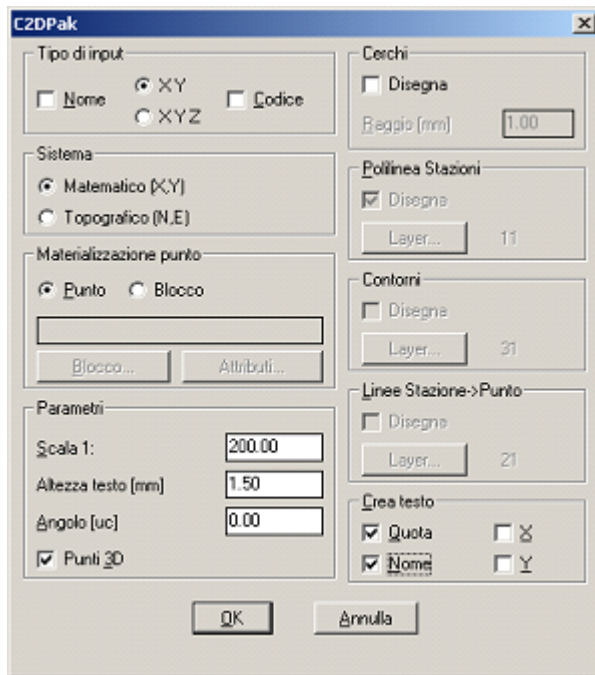 C2DPak
Tipo di input
Nome
XY
XYZ
Codice
Sistema
Matematico (X,Y)
Topografico (N,E)
Materializzazione punto
Punto
Blocco
Blocco...
Attributi...
Parametri
Scala 1:
200.00
Altezza testo [mm]
1.50
Angolo [uc]
0.00
Punti 3D
Cerchi
Disegna
Raggio [mm]
1.00
Polilinea Stazioni
Disegna
Layer...
11
Contorni
Disegna
Layer...
31
Linee Stazione->Punto
Disegna
Layer...
21
Crea testo
Quota
X
Nome
Y
OK
Annulla